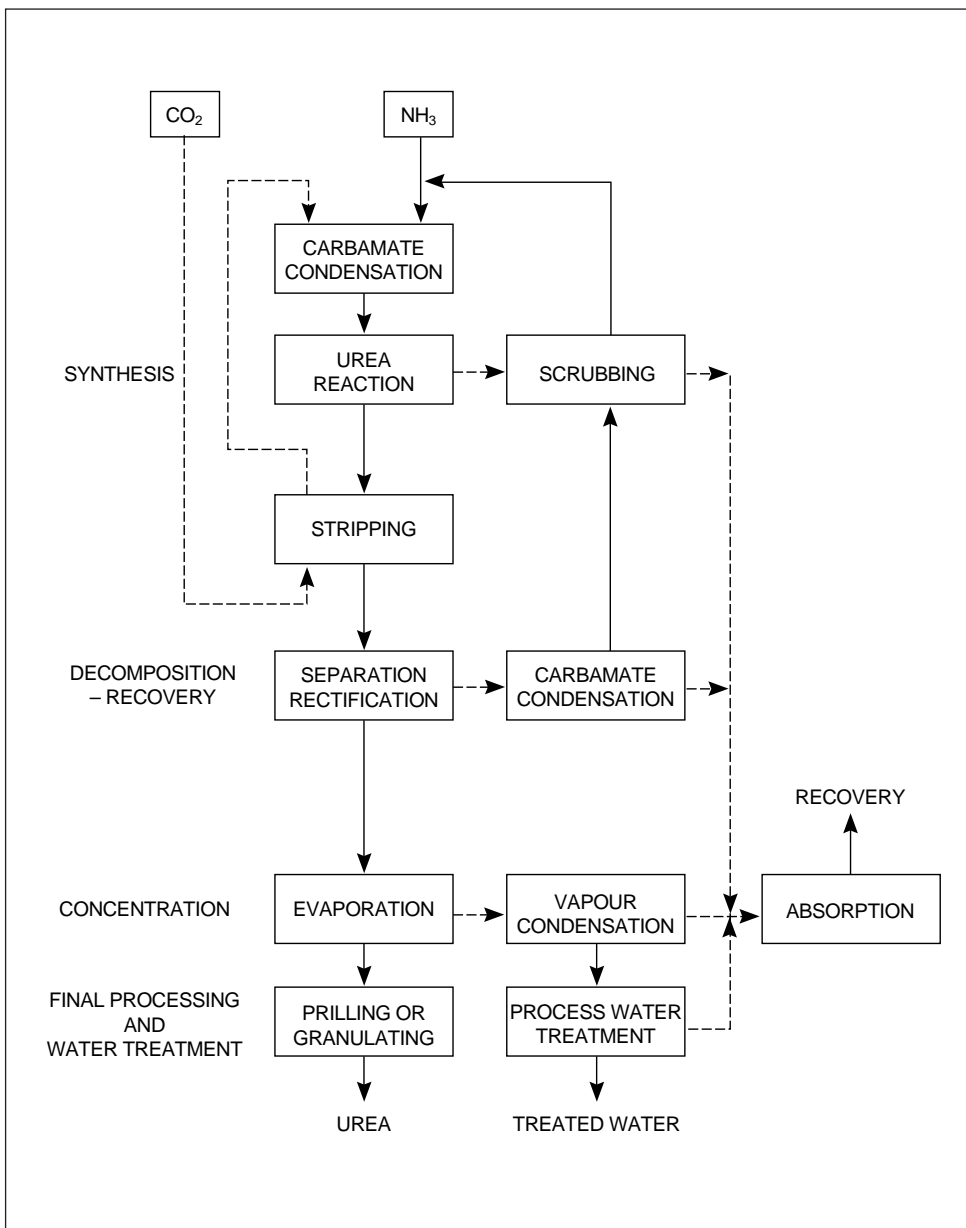 CO₂
NH₃
CARBAMATE
CONDENSATION
SYNTHESIS
UREA
REACTION
SCRUBBING
STRIPPING
DECOMPOSITION
– RECOVERY
SEPARATION
RECTIFICATION
CARBAMATE
CONDENSATION
RECOVERY
CONCENTRATION
EVAPORATION
VAPOUR
CONDENSATION
ABSORPTION
FINAL PROCESSING
AND
WATER TREATMENT
PRILLING OR
GRANULATING
PROCESS WATER
TREATMENT
UREA
TREATED WATER